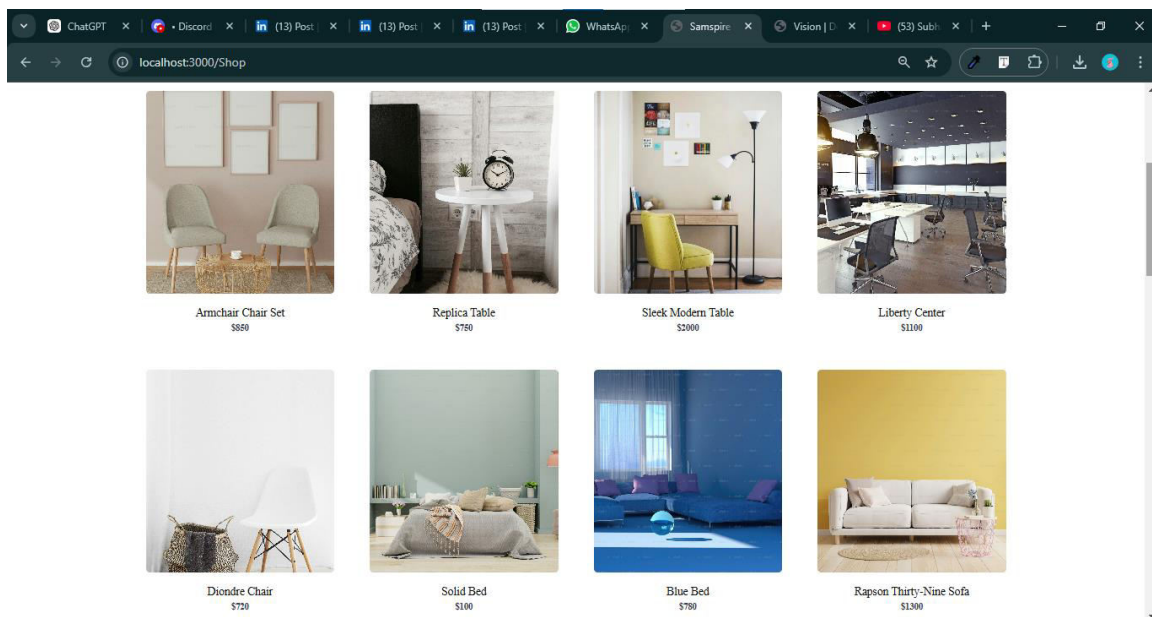 ChatGPT
• Discord
(13) Post
(13) Post
(13) Post
WhatsAp
Samspire
Vision | D
(53) Subh
localhost:3000/Shop
Armchair Chair Set
$850
Replica Table
$750
Sleek Modern Table
$2000
Liberty Center
$1100
Diondre Chair
$720
Solid Bed
$100
Blue Bed
$780
Rapson Thirty-Nine Sofa
$1300